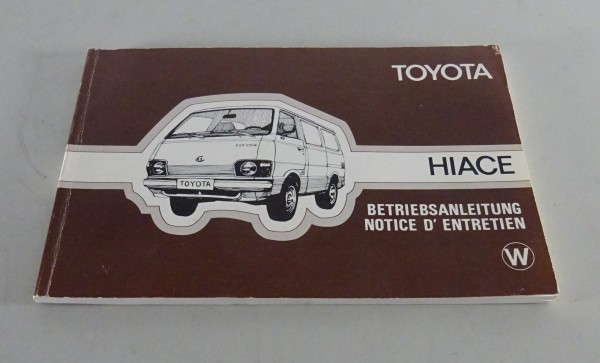 TOYOTA
HIACE
TOYOTA
BETRIEBSANLEITUNG
NOTICE D' ENTRETIEN
W